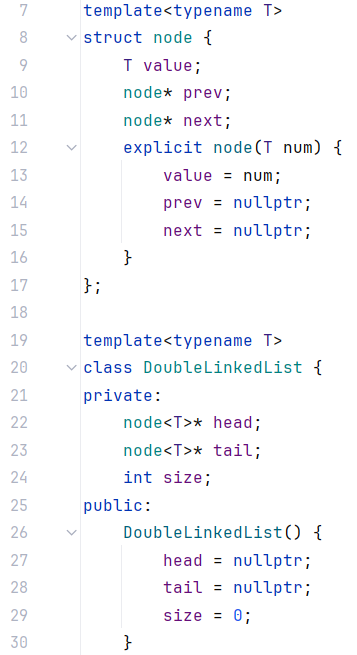 7 template<typename T>
8 struct node {
9     T value;
10     node* prev;
11     node* next;
12     explicit node(T num) {
13         value = num;
14         prev = nullptr;
15         next = nullptr;
16     }
17 };
18
19 template<typename T>
20 class DoubleLinkedList {
21 private:
22     node<T>* head;
23     node<T>* tail;
24     int size;
25 public:
26     DoubleLinkedList() {
27         head = nullptr;
28         tail = nullptr;
29         size = 0;
30     }